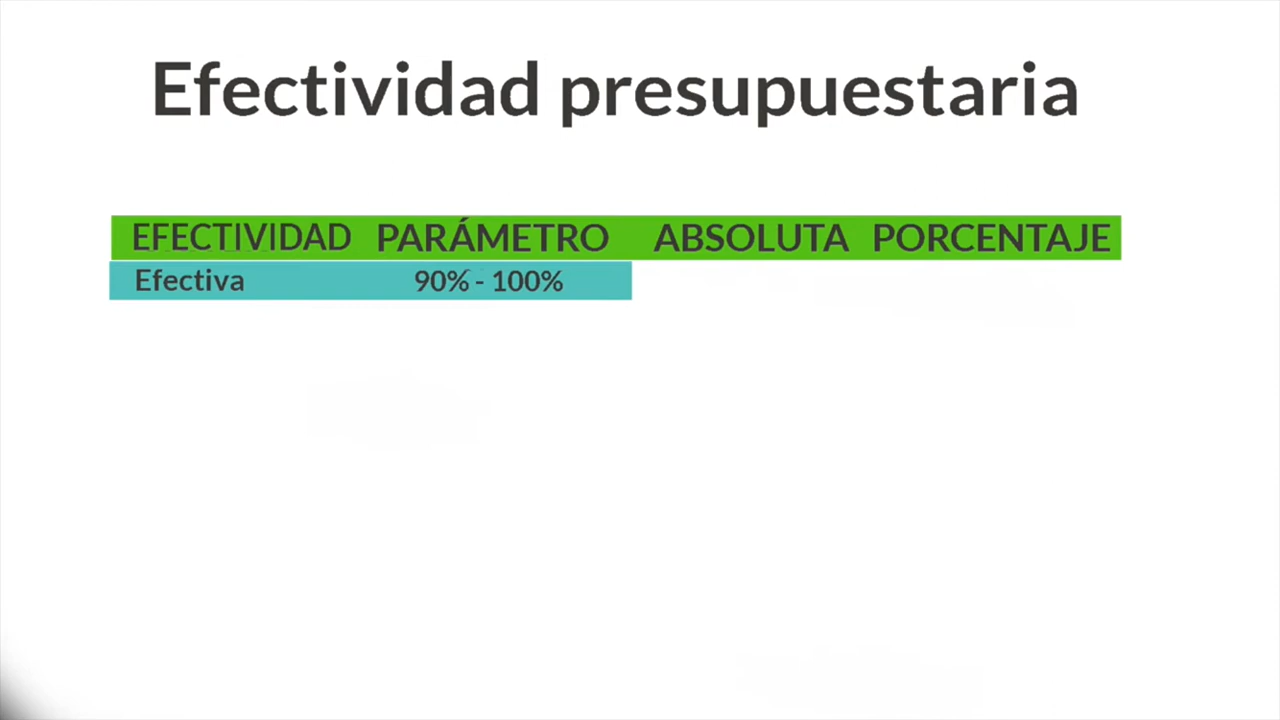 Efectividad presupuestaria
EFECTIVIDAD PARÁMETRO ABSOLUTA PORCENTAJE
Efectiva 90% - 100%